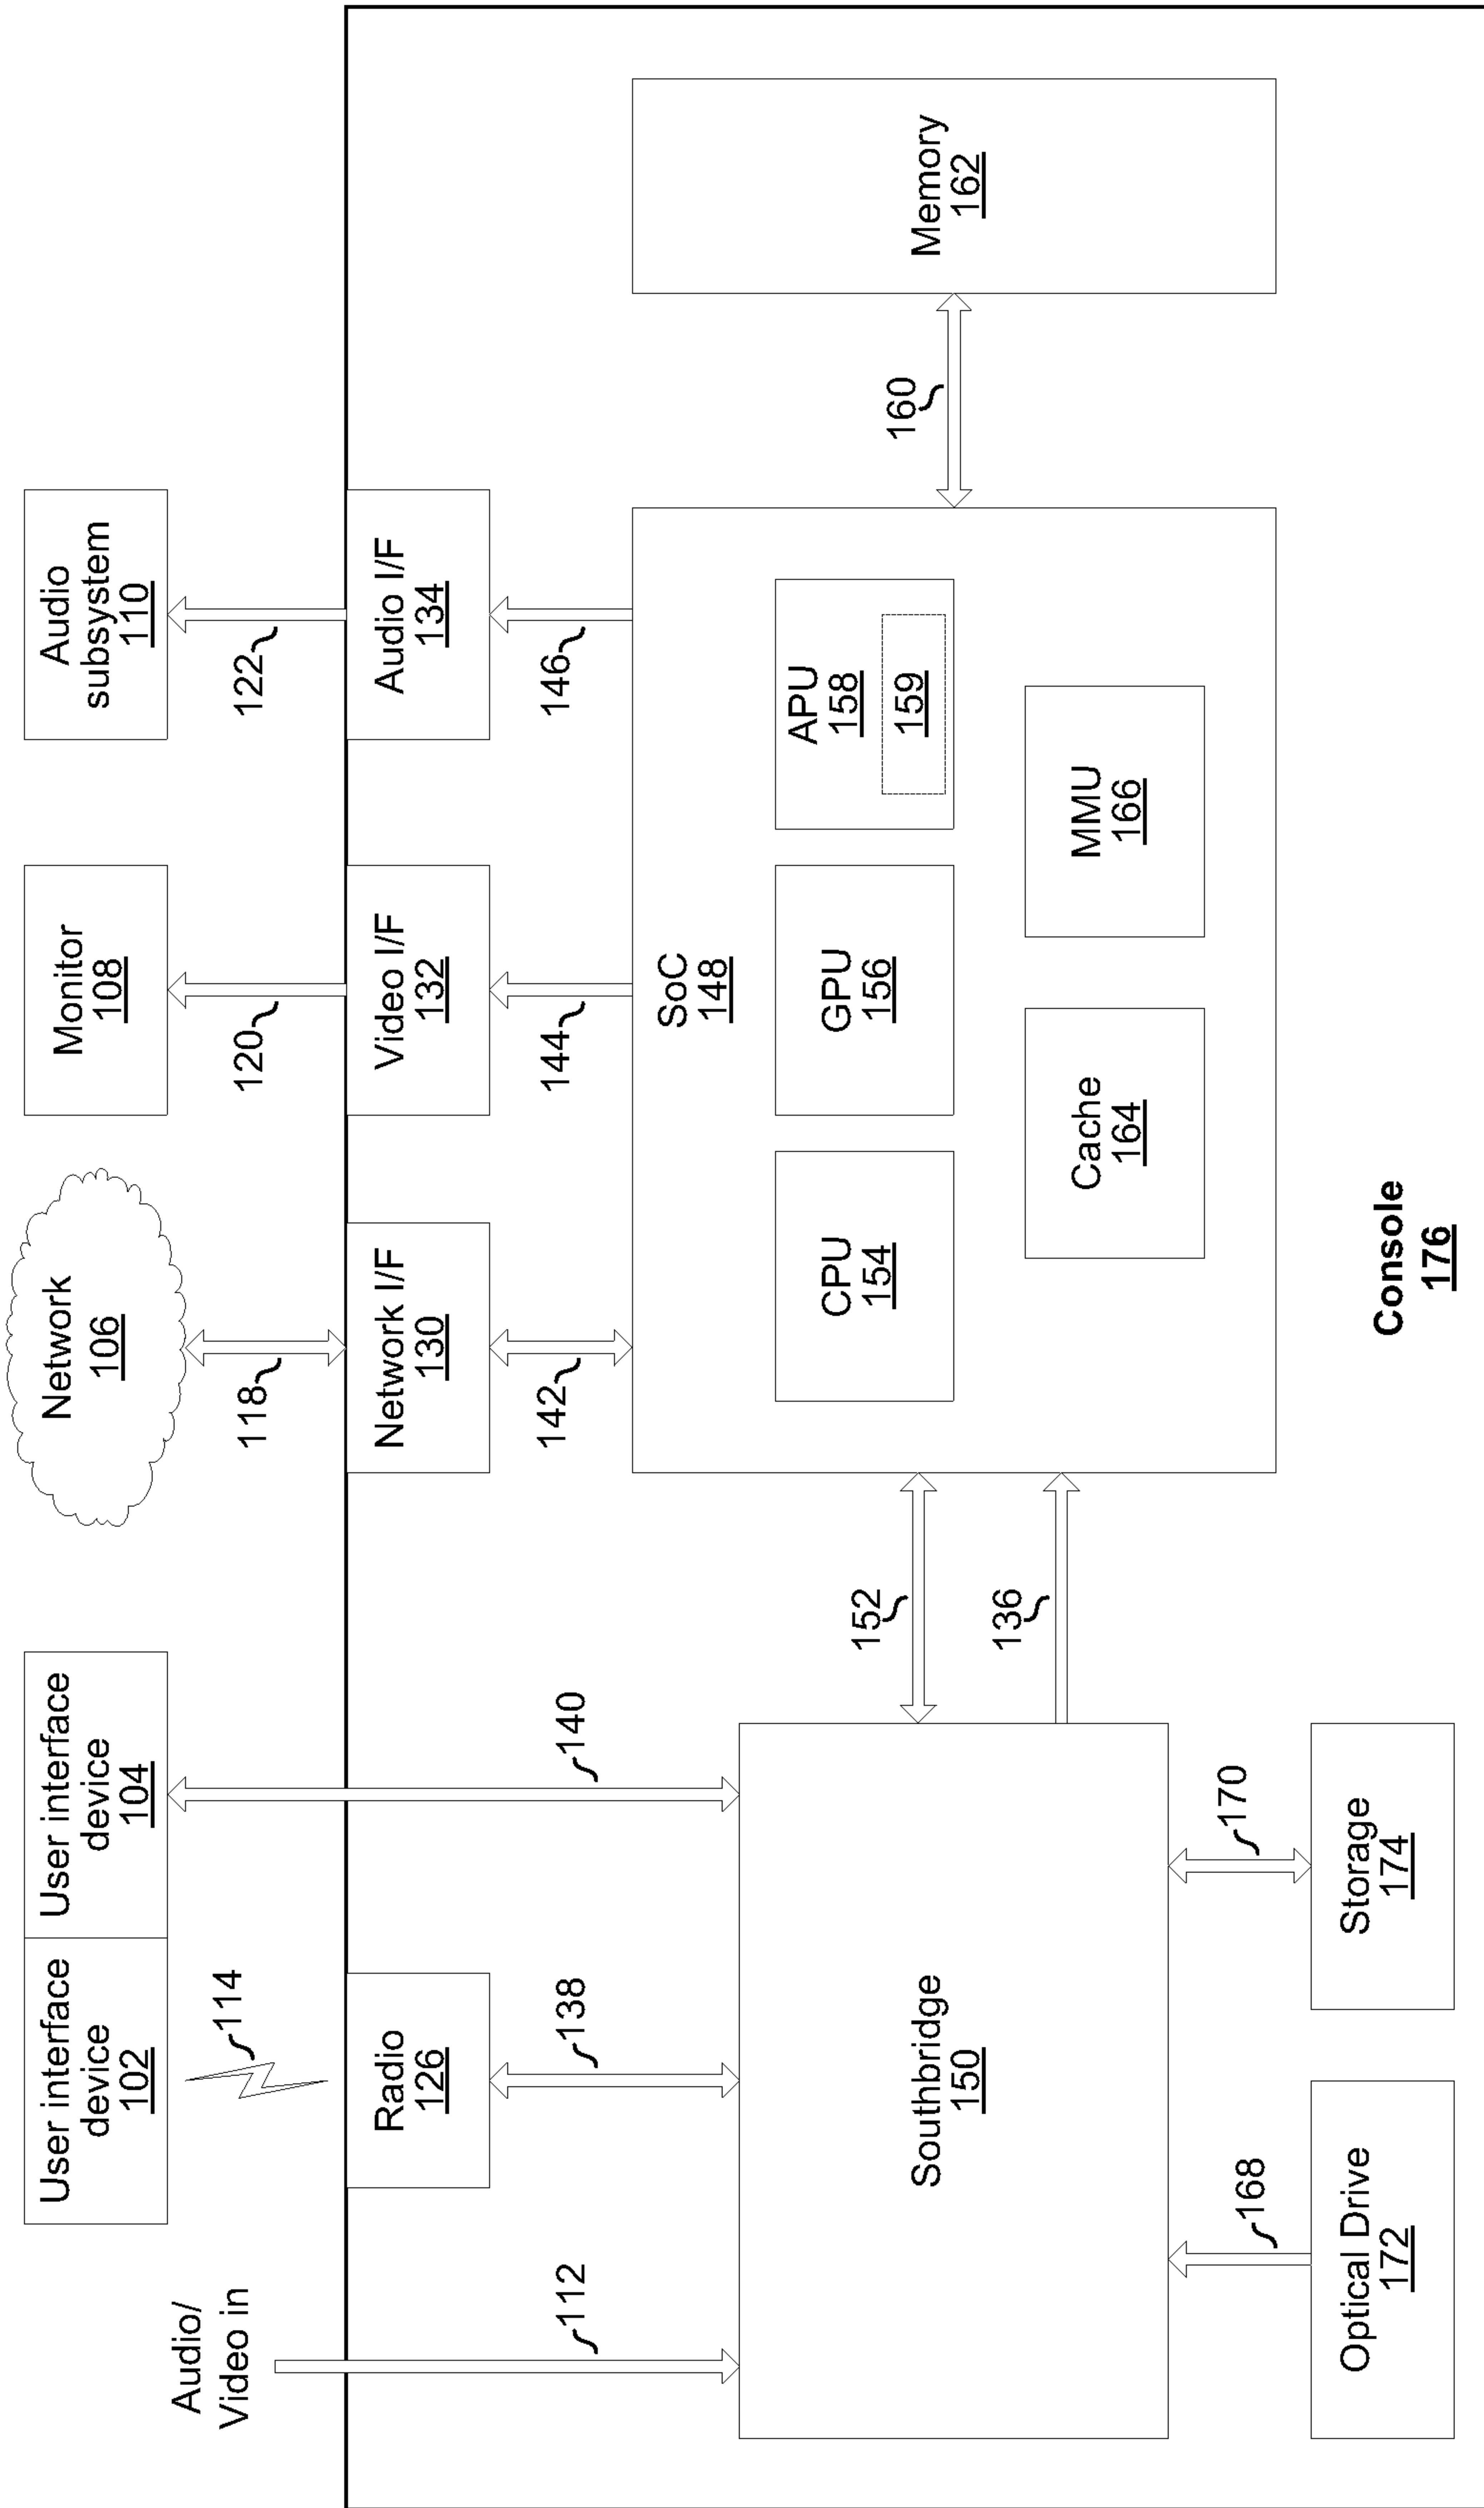 Audio/
Video in
User interface
device
102
User interface
device
104
Network
106
Monitor
108
Audio
subsystem
110
114
118
120
122
Radio
126
Network I/F
130
Video I/F
132
Audio I/F
134
112
138
140
142
144
146
Southbridge
150
152
136
SoC
148
CPU
154
GPU
156
APU
158
159
Cache
164
MMU
166
160
Memory
162
168
170
Optical Drive
172
Storage
174
Console
176